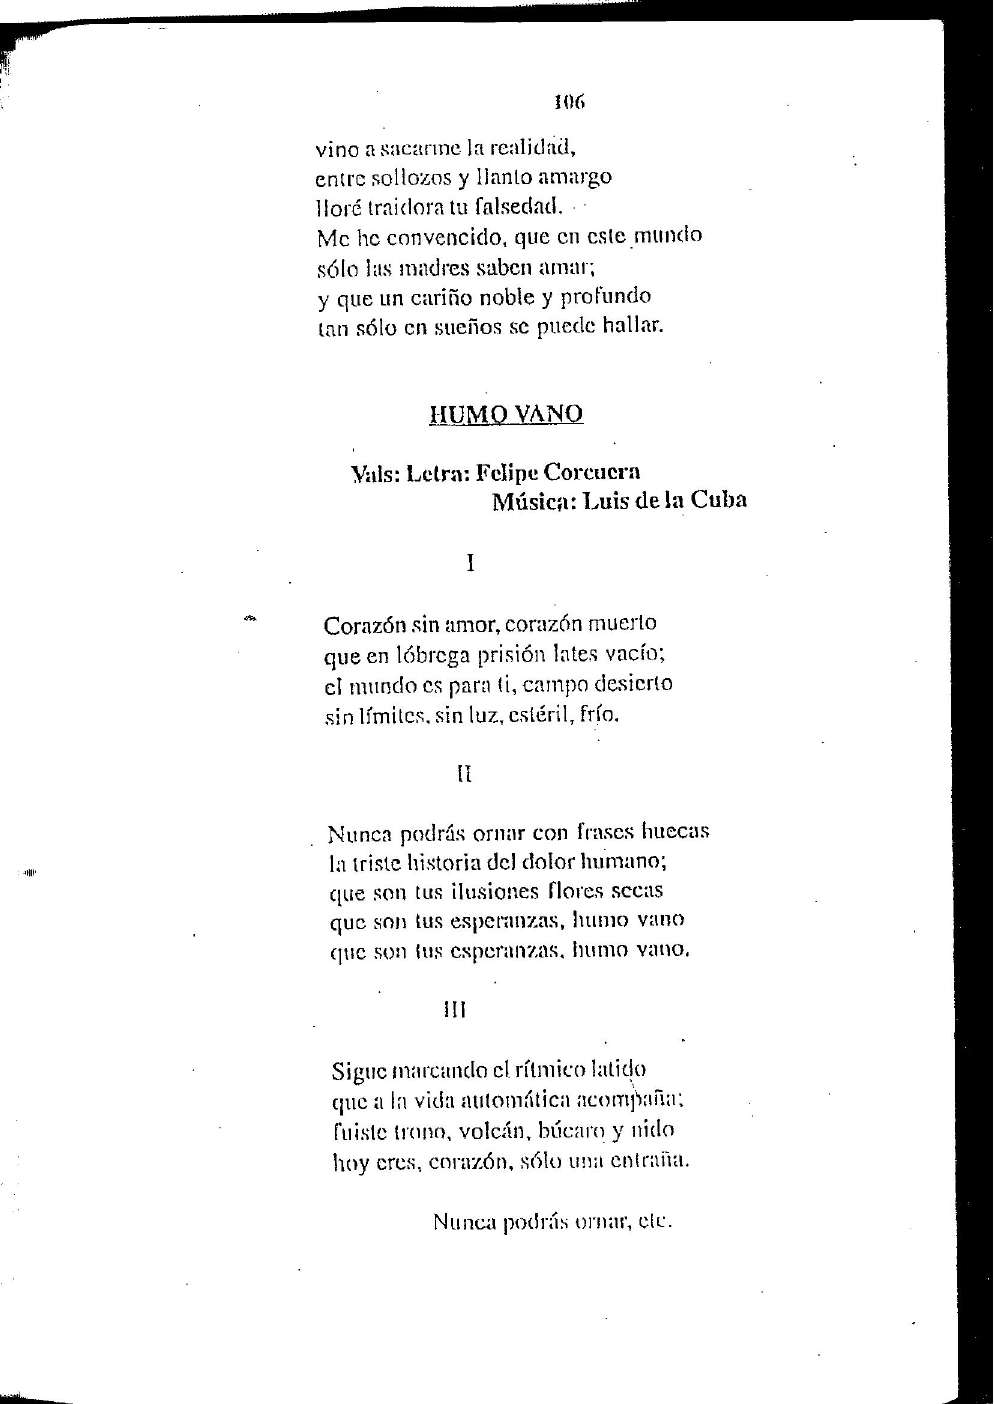 106
vino a sacarme la realidad,
entre sollozos y llanto amargo
lloré traidora tu falsedad.
Me he convencido, que en este mundo
sólo las madres saben amar;
y que un cariño noble y profundo
tan sólo en sueños se puede hallar.
HUMO VANO
Vals: Letra: Felipe Corcuera
Música: Luis de la Cuba
I
Corazón sin amor, corazón muerto
que en lóbrega prisión lates vacío;
el mundo es para ti, campo desierto
sin límites, sin luz, estéril, frío.
II
Nunca podrás ornar con frases huecas
la triste historia del dolor humano;
que son tus ilusiones flores secas
que son tus esperanzas, humo vano
que son tus esperanzas, humo vano.
III
Sigue marcando el rítmico latido
que a la vida automática acompaña;
fuiste trono, volcán, búcaro y nido
hoy eres, corazón, sólo una entraña.
Nunca podrás ornar, etc.